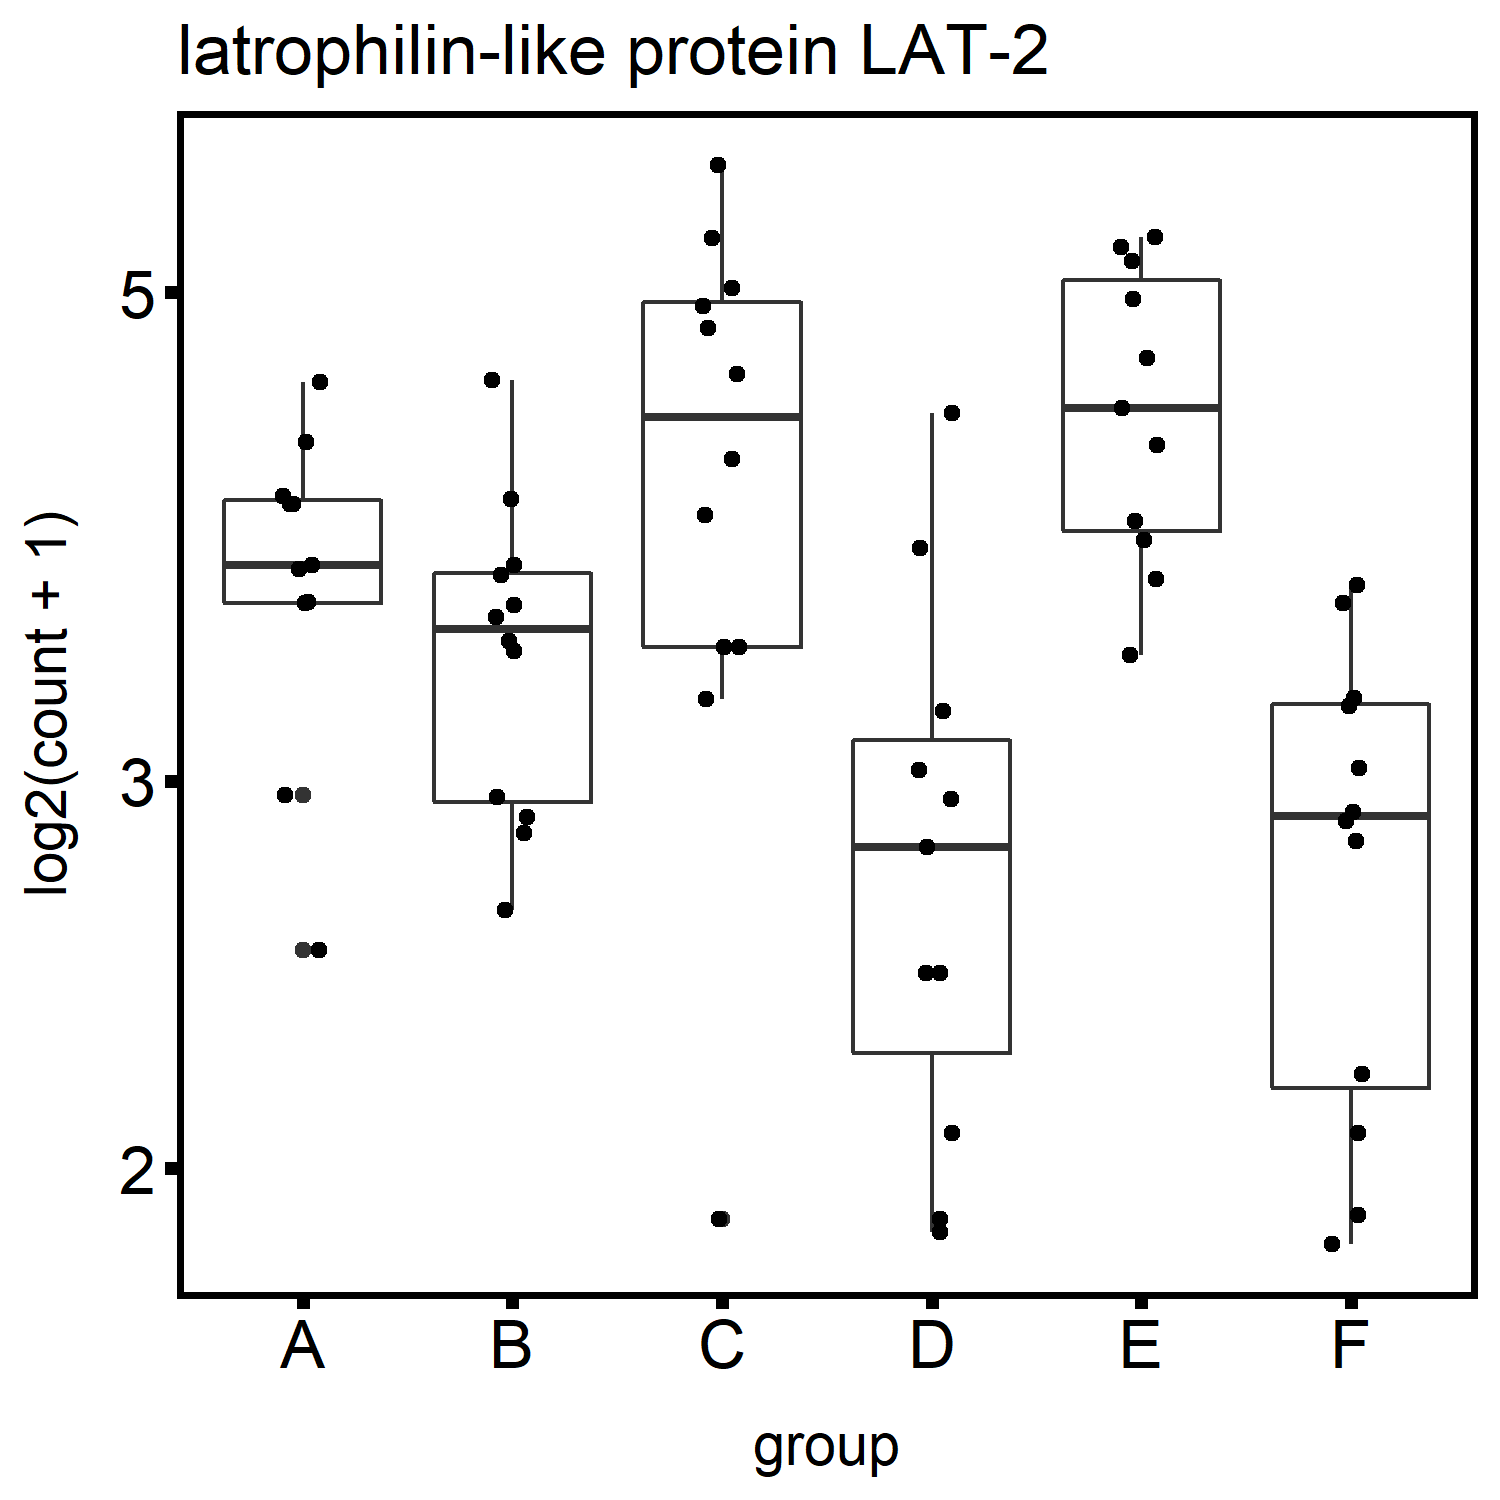 latrophilin-like protein LAT-2
log2(count + 1)
5
3
2
A B C D E F
group